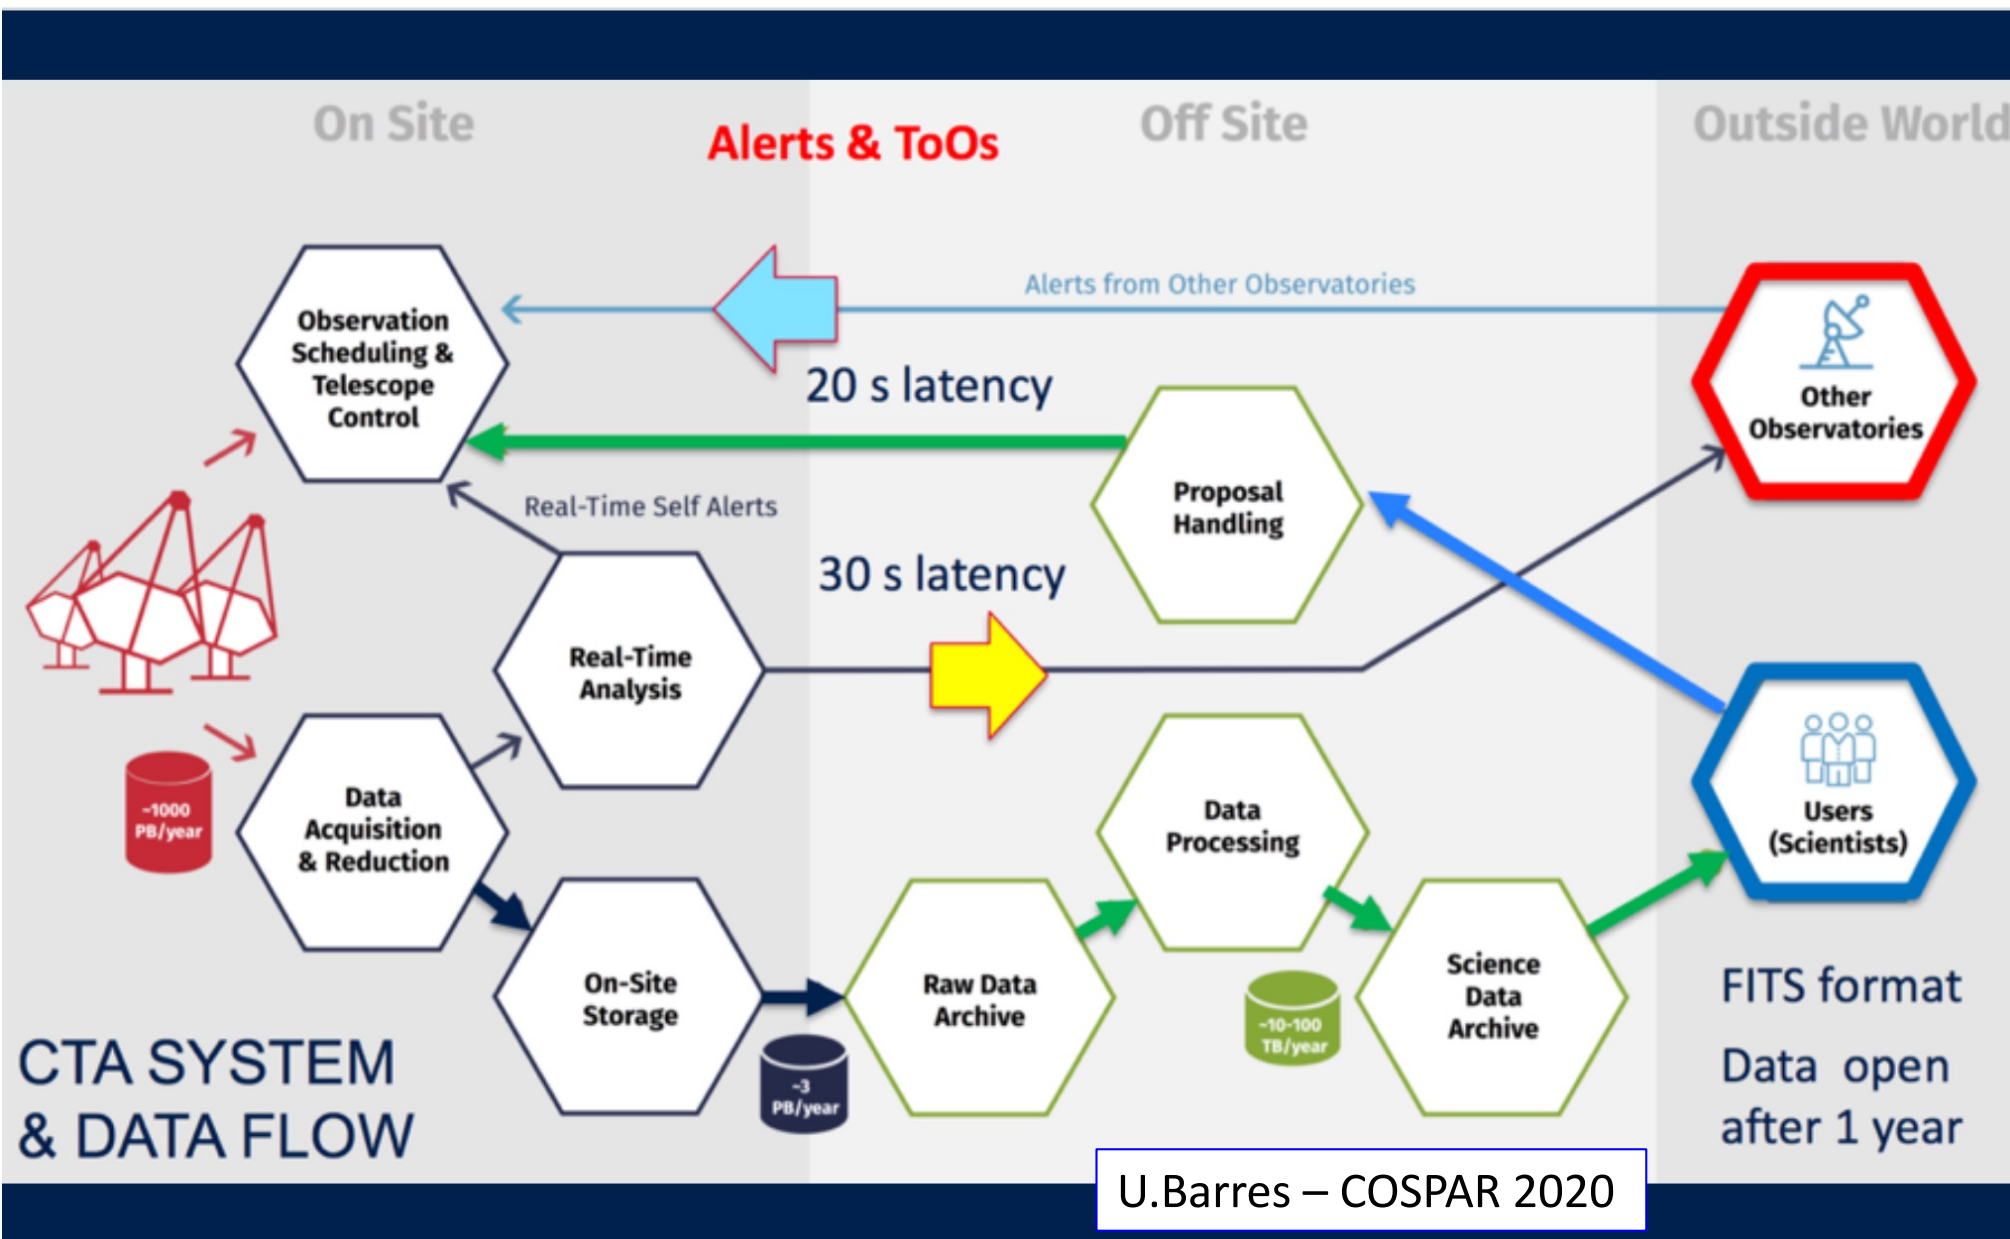 On Site
Off Site
Outside World
Alerts & ToOs
Alerts from Other Observatories
Observation
Scheduling &
Telescope
Control
20 s latency
Other
Observatories
Proposal
Handling
Real-Time Self Alerts
30 s latency
Real-Time
Analysis
~1000
PB/year
Data
Acquisition
& Reduction
Data
Processing
Users
(Scientists)
On-Site
Storage
Raw Data
Archive
Science
Data
Archive
~10-100
TB/year
~3
PB/year
FITS format
Data open
after 1 year
CTA SYSTEM
& DATA FLOW
U.Barres – COSPAR 2020